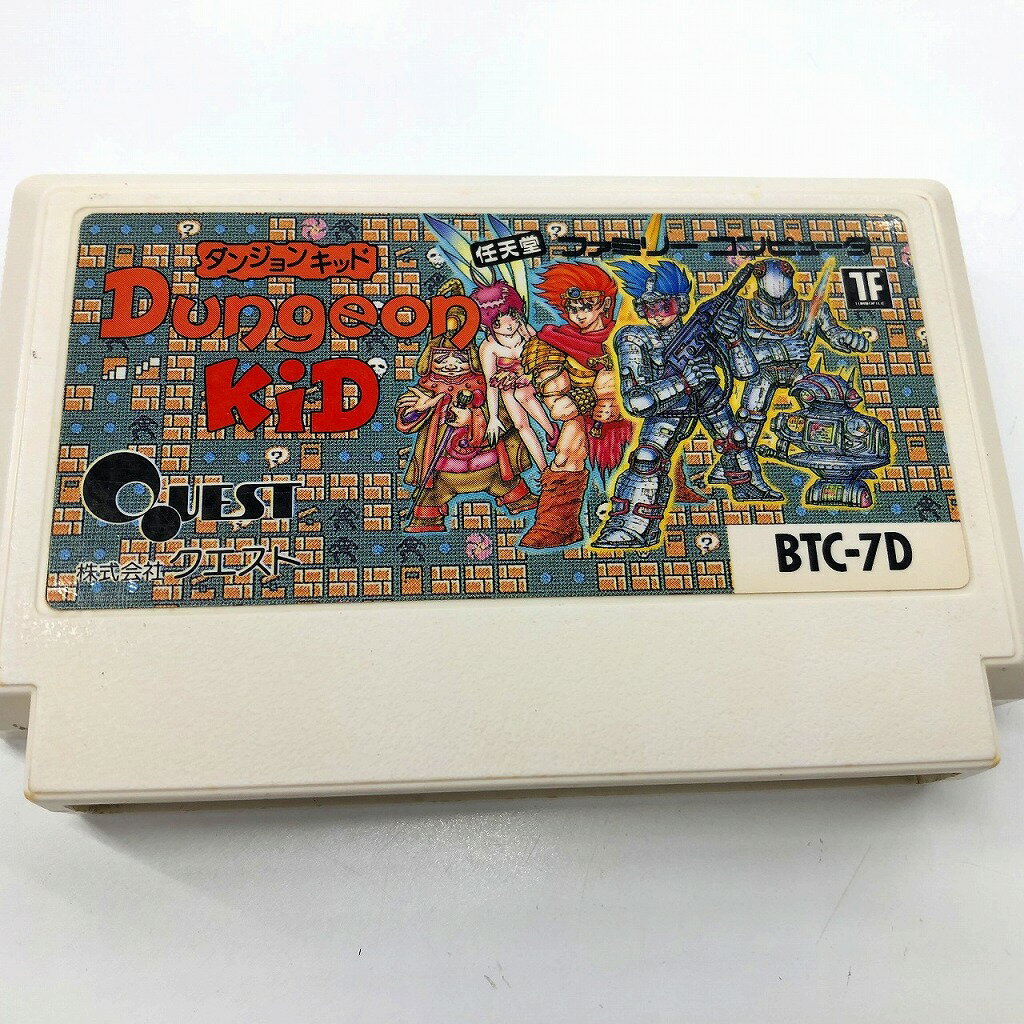 任天堂 ファミリーコンピュータ
ダンジョンキッド
Dungeon
KiD
TF
QUEST
株式会社クエスト
BTC-7D